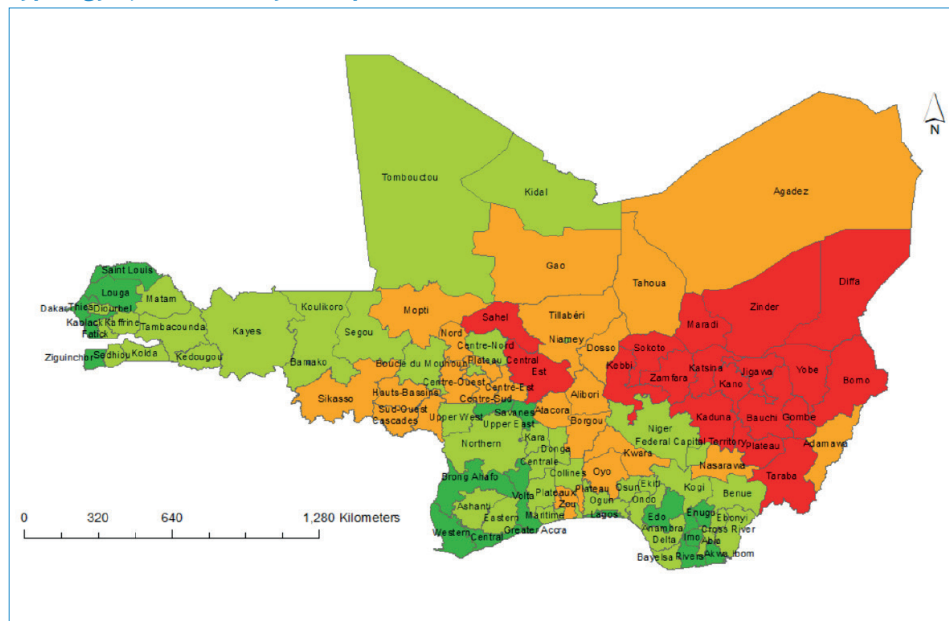 N
Tombouctou
Kidal
Agadez
Gao
Tahoua
Diffa
Zinder
Saint Louis
Louga
Matam
Thies
Diourbel
Dakar
Kaolack
Kaffrine
Fatick
Tambacounda
Kayes
Koulikoro
Segou
Mopti
Sahel
Tillabéri
Maradi
Nord
Centre-Nord
Niamey
Dosso
Sokoto
Ziguinchor
Sedhiou
Kolda
Kedougou
Bamako
Boucle du Mouhoun
Plateau Central
Est
Kebbi
Zamfara
Katsina
Kano
Jigawa
Yobe
Borno
Centre-Ouest
Centre-Est
Centre-Sud
Sikasso
Hauts-Bassins
Sud-Ouest
Cascades
Upper West
Savanes
Upper East
Atacora
Alibori
Borgou
Kaduna
Bauchi
Gombe
Niger
Federal Capital Territory
Plateau
Adamawa
Northern
Kara
Donga
Centrale
Collines
Kwara
Nasarawa
Taraba
Brong Ahafo
Volta
Oyo
Plateau
Osun
Ekiti
Kogi
Benue
Ashanti
Plateaux
Zou
Ogun
Ondo
Eastern
Maritime
Lagos
Edo
Enugu
Ebonyi
Anambra
Cross River
Western
Central
Greater Accra
Delta
Imo
Abia
Bayelsa
Rivers
Akwa Ibom
0 320 640 1,280 Kilometers